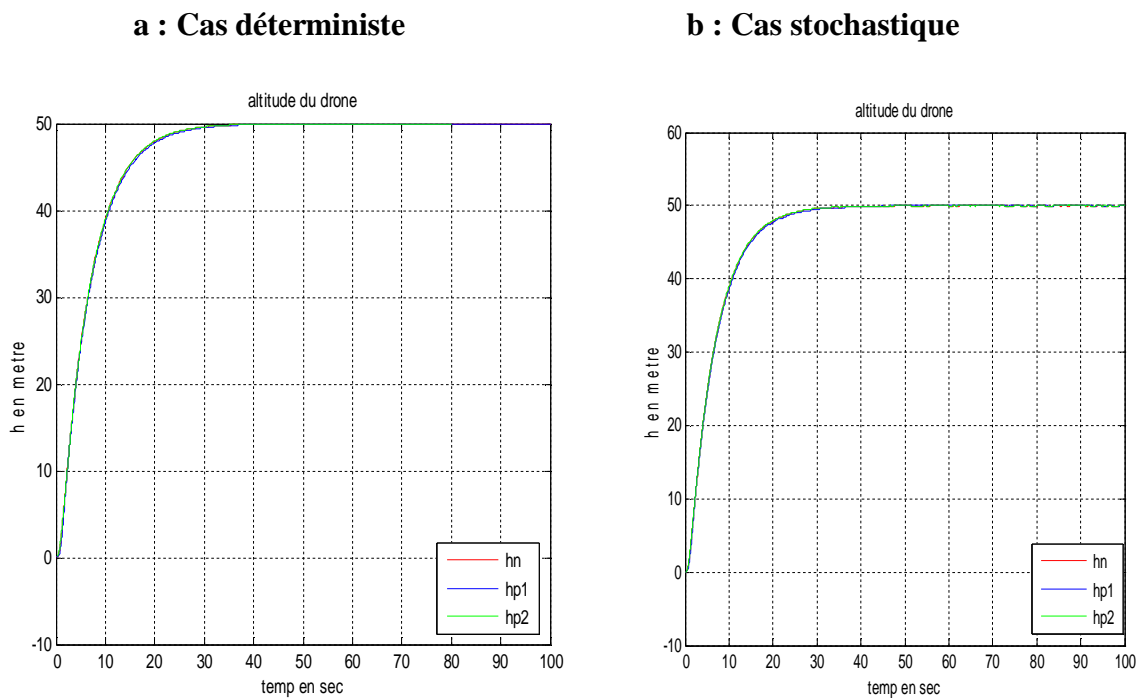 a : Cas déterministe
b : Cas stochastique
altitude du drone
50
40
30
20
10
0
-10
h en metre
0 10 20 30 40 50 60 70 80 90 100
temp en sec
hn
hp1
hp2
altitude du drone
60
50
40
30
20
10
0
-10
h en metre
0 10 20 30 40 50 60 70 80 90 100
temp en sec
hn
hp1
hp2